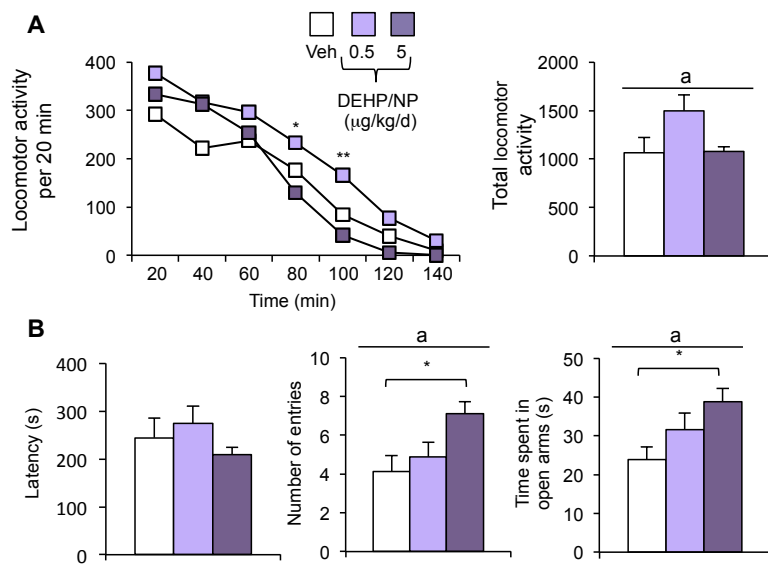 A
Veh 0.5 5
DEHP/NP
(µg/kg/d)
Locomotor activity
per 20 min
400
300
200
100
0
* **
20 40 60 80 100 120 140
Time (min)
Total locomotor
activity
2000
1500
1000
500
0
a
B
Latency (s)
400
300
200
100
0
Number of entries
10
8
6
4
2
0
a
*
Time spent in
open arms (s)
50
40
30
20
10
0
a
*